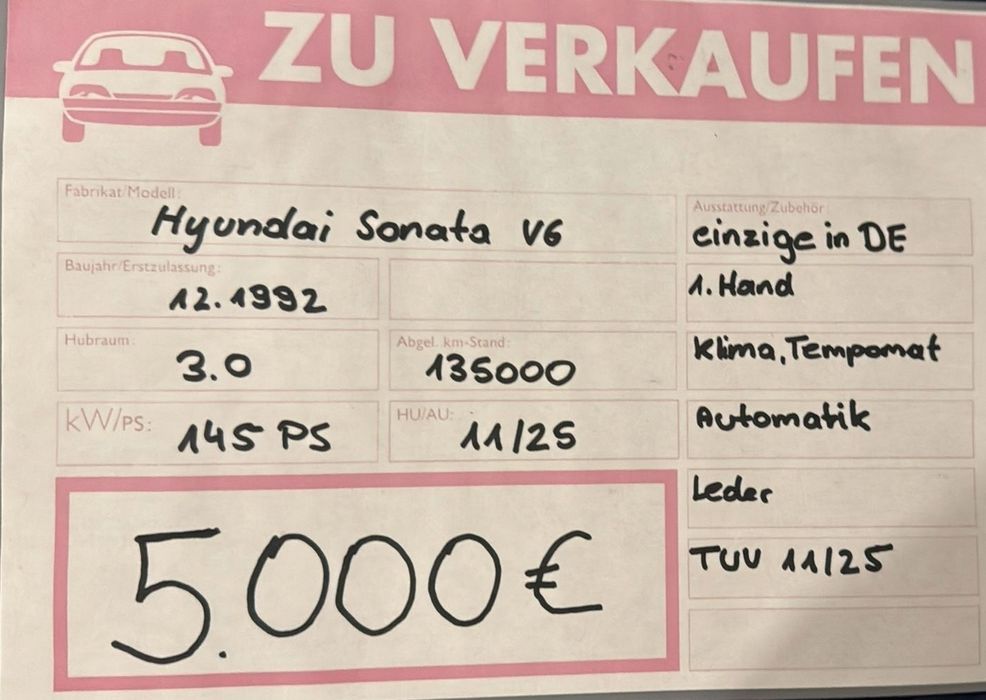 ZU VERKAUFEN
Fabrikat/Modell:
Hyundai Sonata V6
Baujahr/Erstzulassung:
12.1992
Hubraum:
3.0
Abgel. km-Stand:
135000
kW/PS:
145 PS
HU/AU:
11/25
5.000 €
Ausstattung/Zubehör
einzige in DE
1. Hand
Klima, Tempomat
Automatik
Leder
TUV 11/25